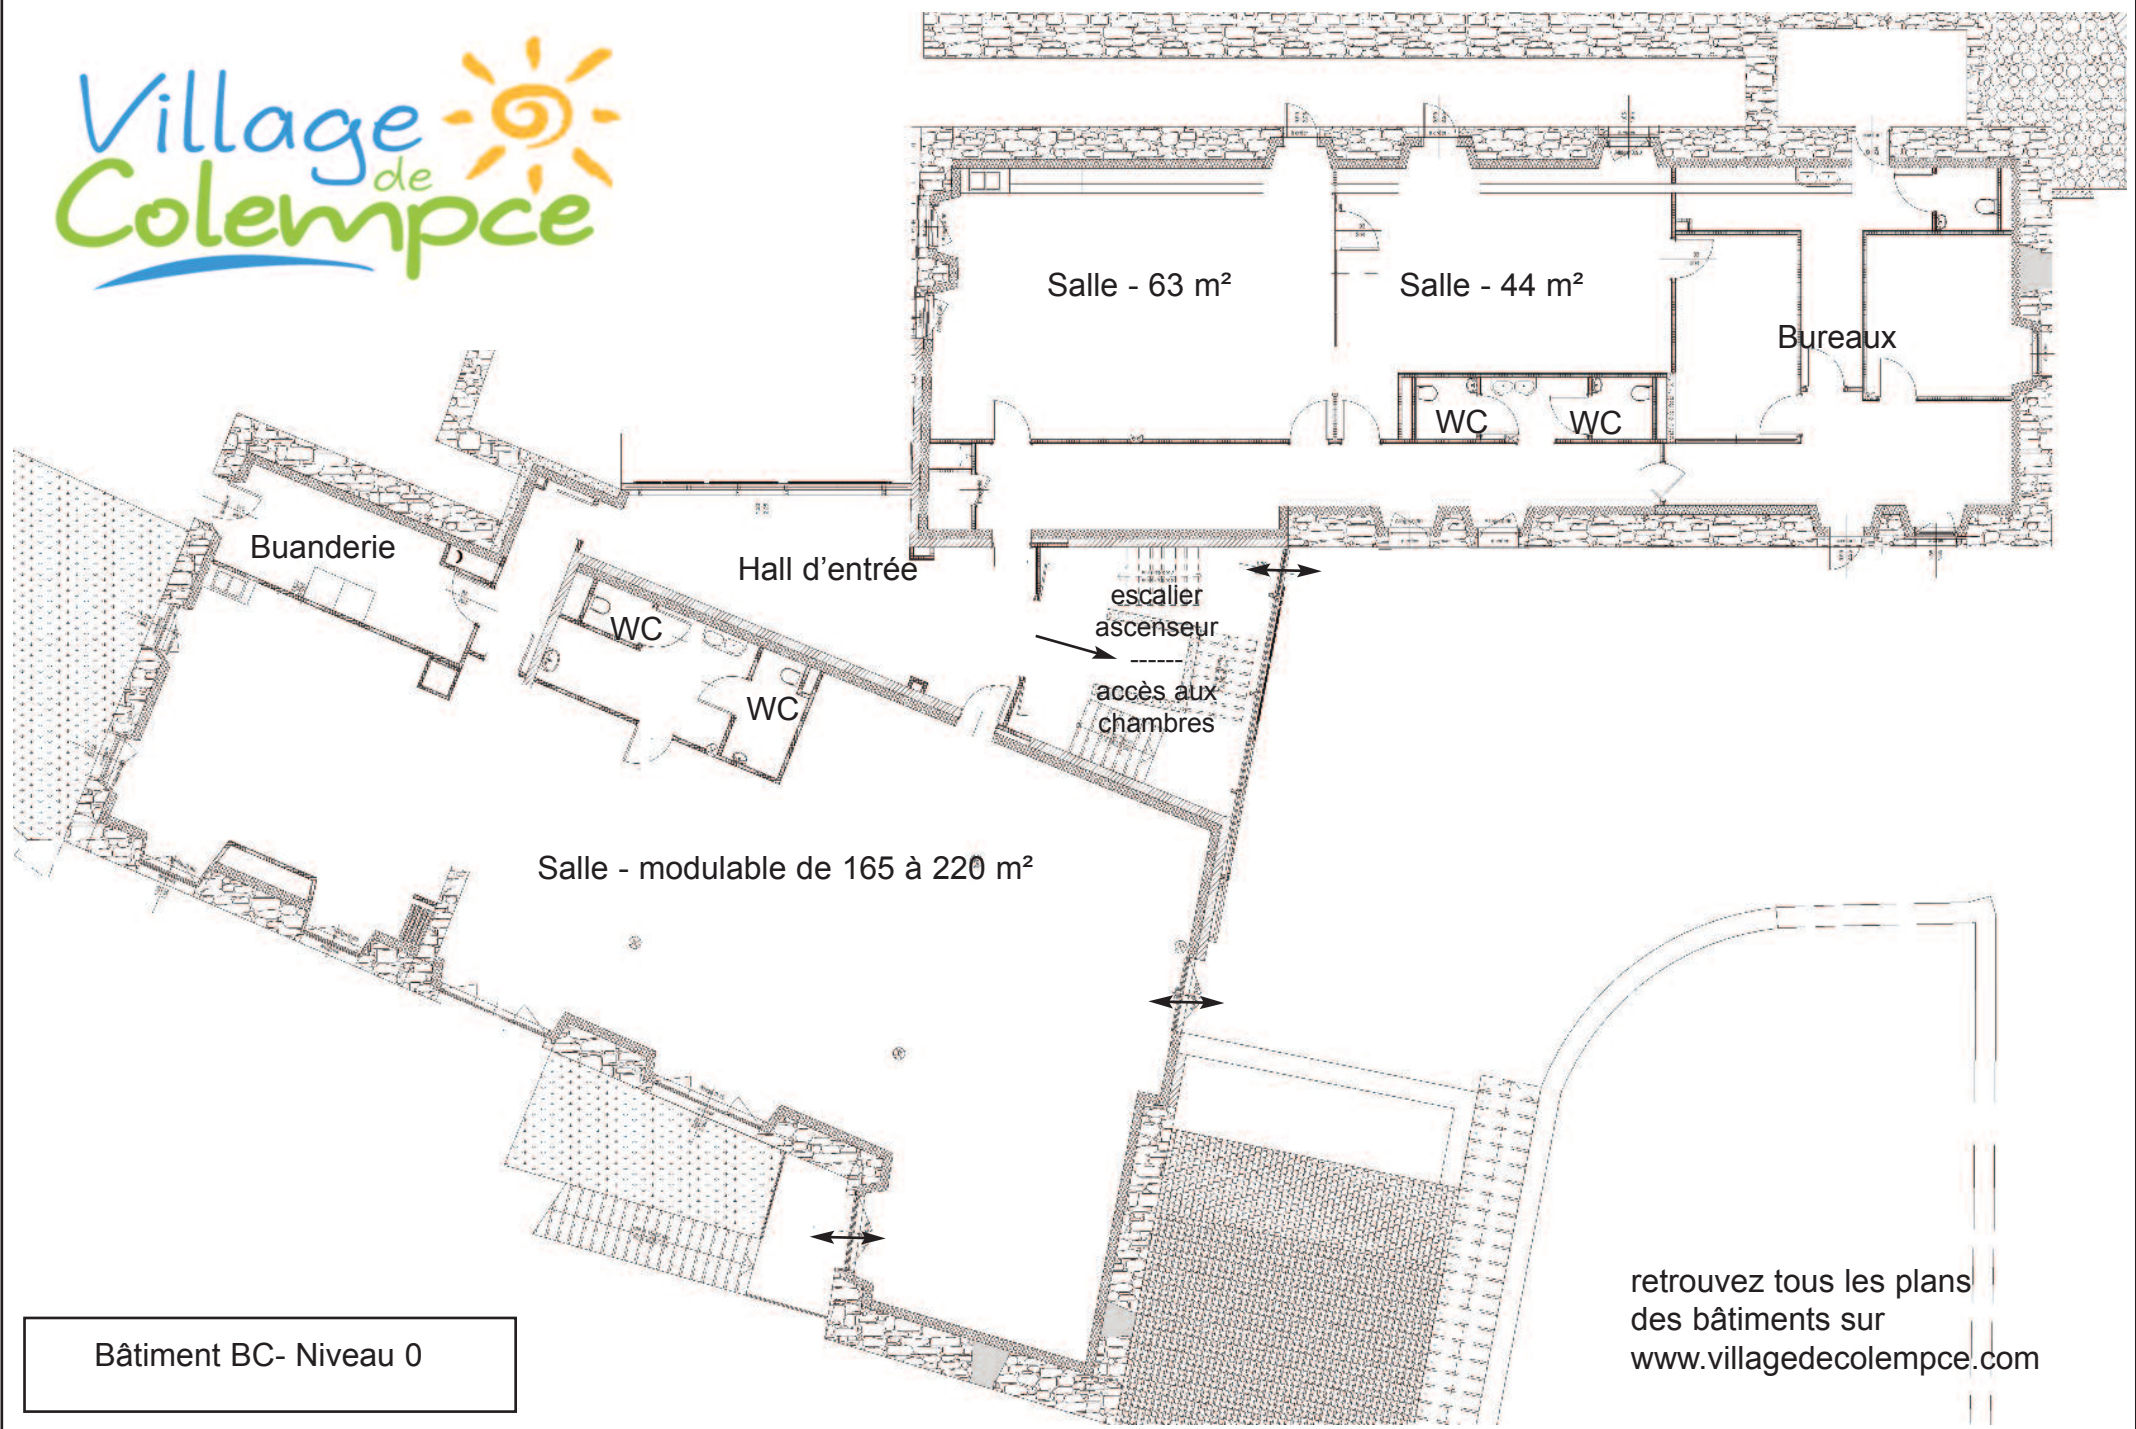 Village
de
Colempce
Salle - 63 m²
Salle - 44 m²
Bureaux
WC
WC
Buanderie
Hall d’entrée
escalier
ascenseur
------
accès aux
chambres
WC
WC
Salle - modulable de 165 à 220 m²
retrouvez tous les plans
des bâtiments sur
www.villagedecolempce.com
Bâtiment BC- Niveau 0